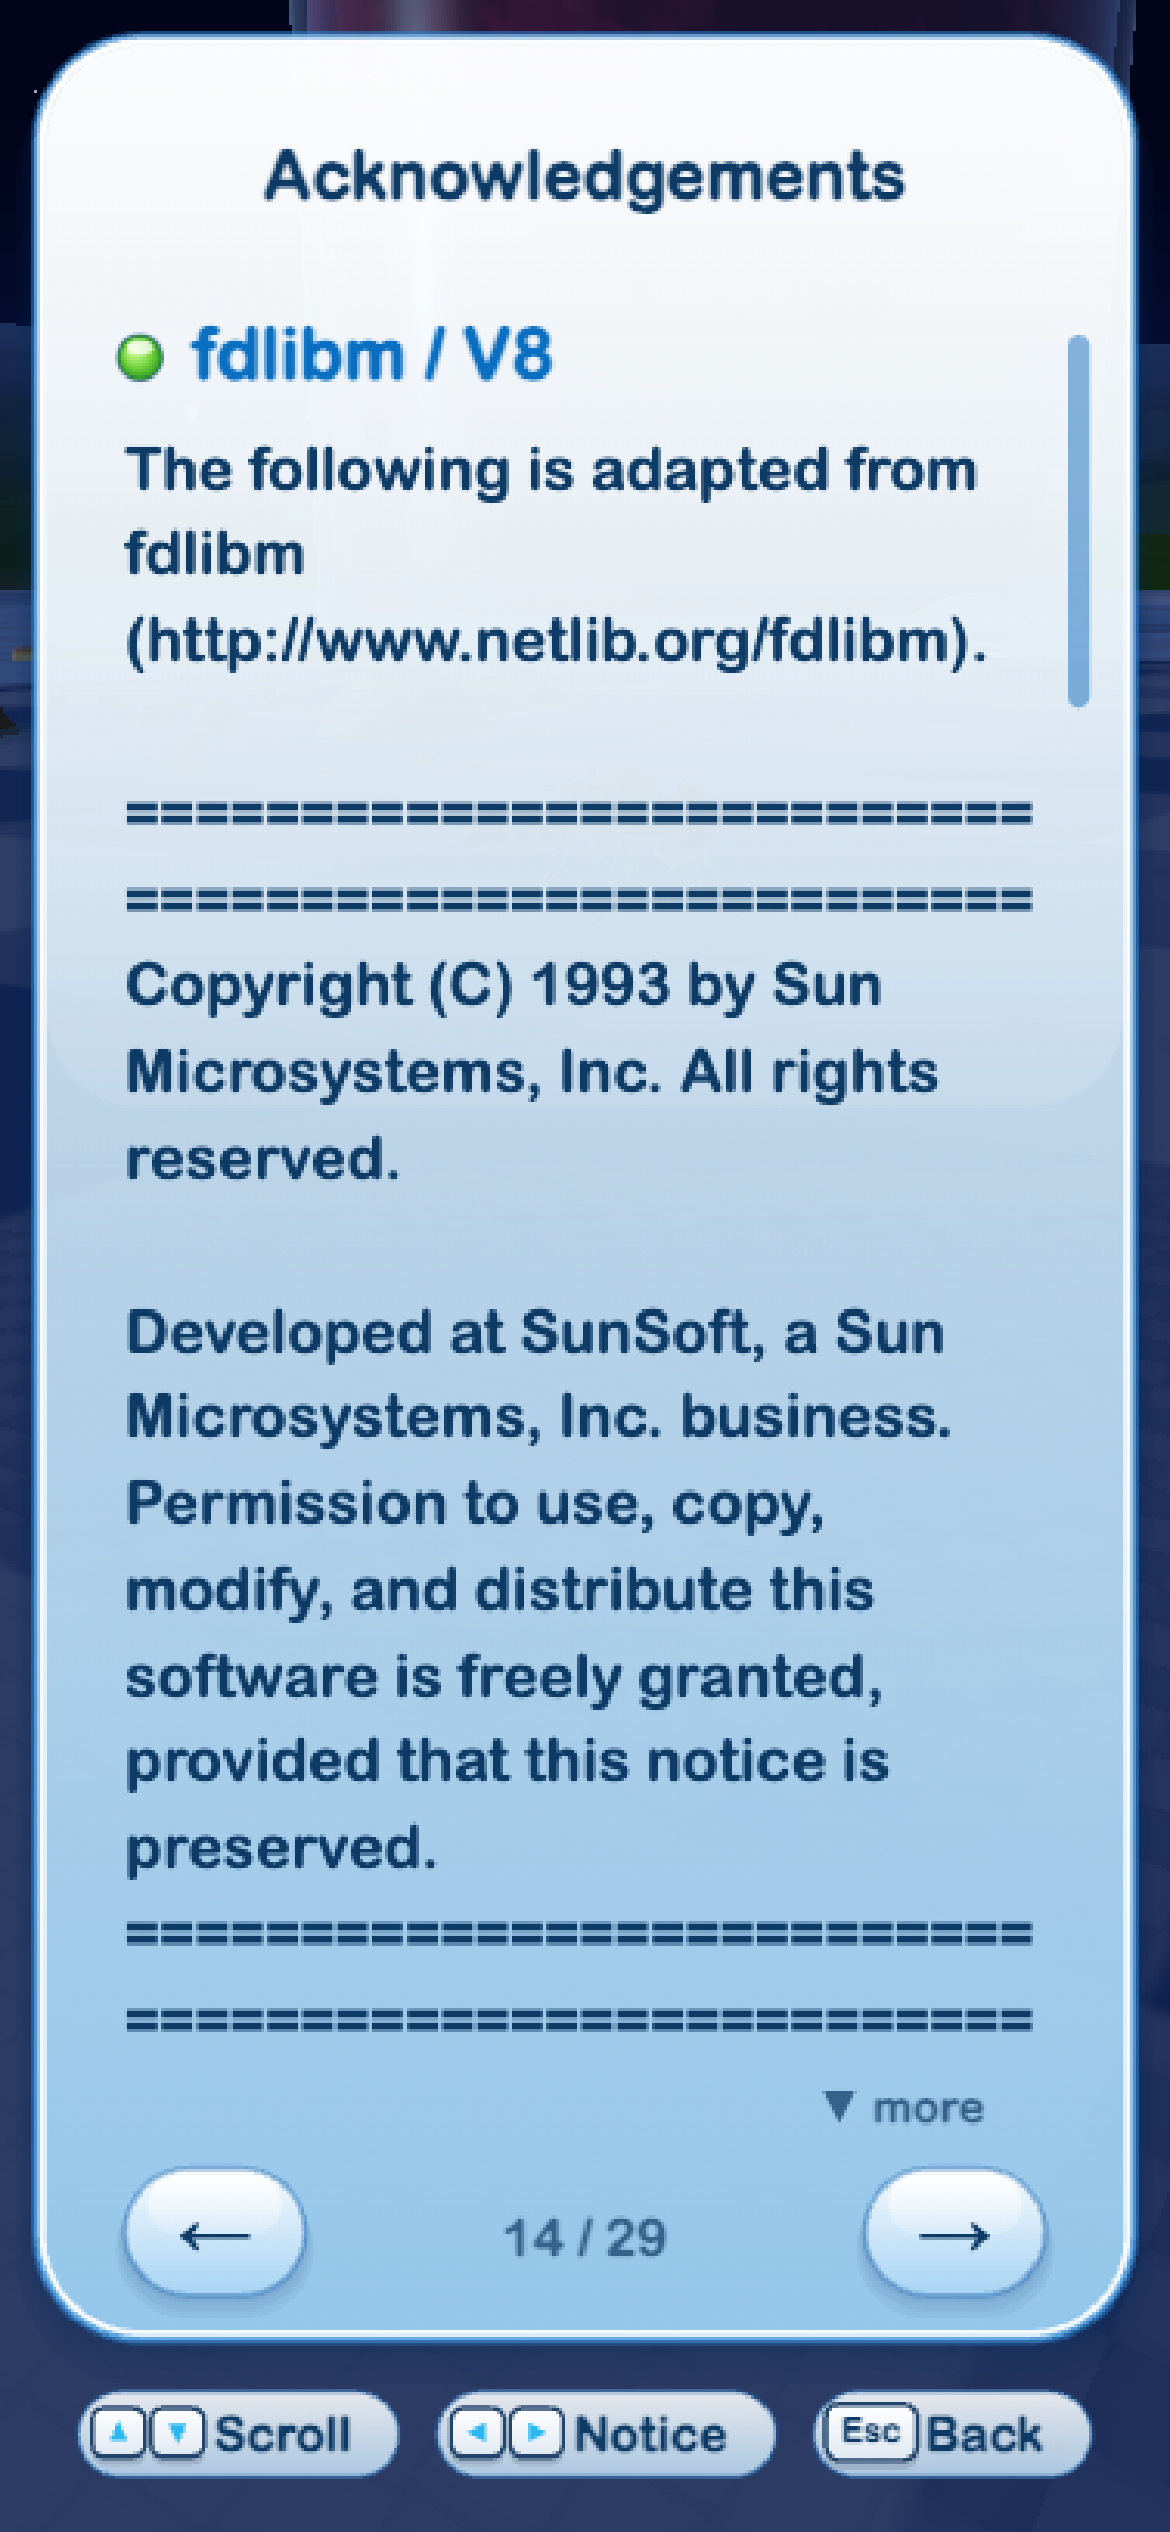 Acknowledgements
fdlibm / V8
The following is adapted from
fdlibm
(http://www.netlib.org/fdlibm).
==========================
==========================
Copyright (C) 1993 by Sun
Microsystems, Inc. All rights
reserved.
Developed at SunSoft, a Sun
Microsystems, Inc. business.
Permission to use, copy,
modify, and distribute this
software is freely granted,
provided that this notice is
preserved.
==========================
==========================
▼ more
← 14 / 29 →
▲ ▼ Scroll ◀ ▶ Notice Esc Back